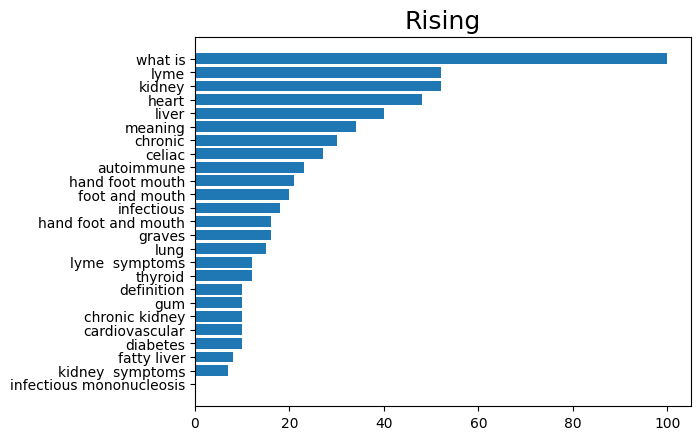 Rising
what is
lyme
kidney
heart
liver
meaning
chronic
celiac
autoimmune
hand foot mouth
foot and mouth
infectious
hand foot and mouth
graves
lung
lyme  symptoms
thyroid
definition
gum
chronic kidney
cardiovascular
diabetes
fatty liver
kidney  symptoms
infectious mononucleosis
0 20 40 60 80 100